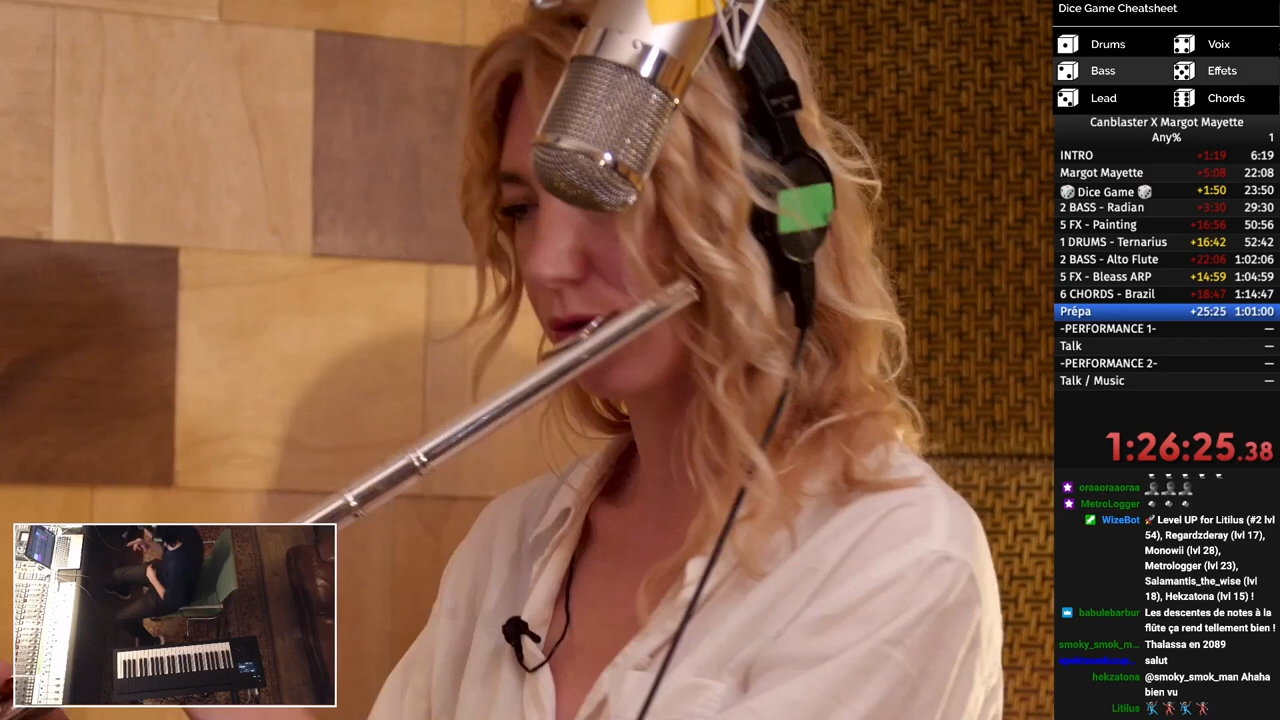 Dice Game Cheatsheet
Drums Voix
Bass Effets
Lead Chords
Canblaster X Margot Mayette
Any% 1
INTRO +1:19 6:19
Margot Mayette +5:08 22:08
🎲 Dice Game 🎲 +1:50 23:50
2 BASS - Radian +3:30 29:30
5 FX - Painting +16:56 50:56
1 DRUMS - Ternarius +16:42 52:42
2 BASS - Alto Flute +22:06 1:02:06
5 FX - Bleass ARP +14:59 1:04:59
6 CHORDS - Brazil +18:47 1:14:47
Prépa +25:25 1:01:00
-PERFORMANCE 1- —
Talk —
-PERFORMANCE 2- —
Talk / Music —
1:26:25.38
oraaoraaoraa
MetroLogger
WizeBot 🚀 Level UP for Litilus (#2 lvl
54), Regardzderay (lvl 17),
Monowii (lvl 28),
Metrologger (lvl 23),
Salamantis_the_wise (lvl
18), Hekzatona (lvl 15) !
babulebarbur Les descentes de notes à la
flûte ça rend tellement bien !
smoky_smok_m... Thalassa en 2089
salut
hekzatona @smoky_smok_man Ahaha
bien vu
Litilus